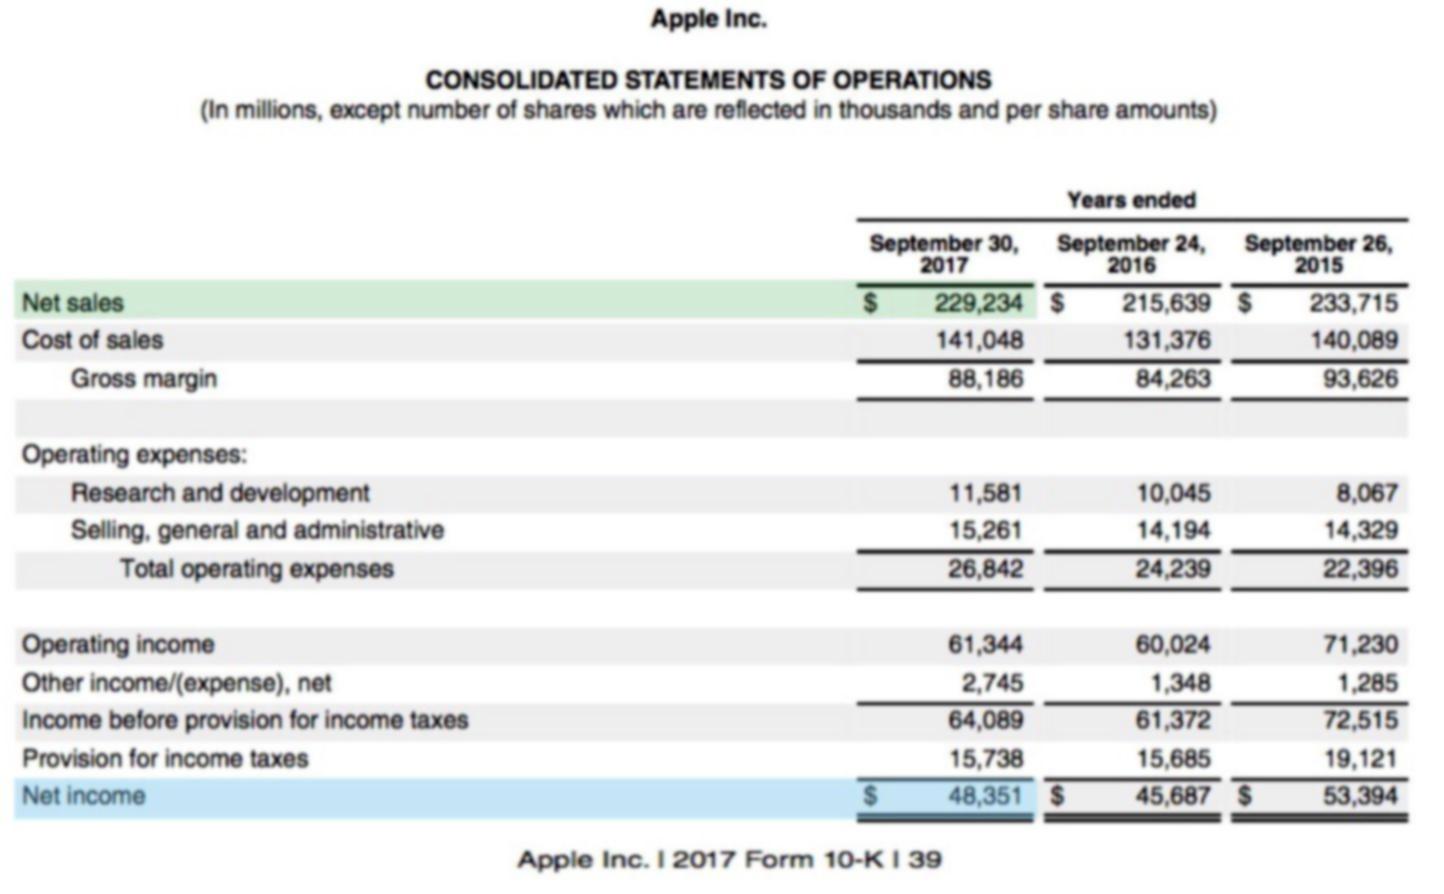 Apple Inc.
CONSOLIDATED STATEMENTS OF OPERATIONS
(In millions, except number of shares which are reflected in thousands and per share amounts)
Years ended
September 30, 2017 September 24, 2016 September 26, 2015
Net sales $ 229,234 $ 215,639 $ 233,715
Cost of sales 141,048 131,376 140,089
Gross margin 88,186 84,263 93,626
Operating expenses:
Research and development 11,581 10,045 8,067
Selling, general and administrative 15,261 14,194 14,329
Total operating expenses 26,842 24,239 22,396
Operating income 61,344 60,024 71,230
Other income/(expense), net 2,745 1,348 1,285
Income before provision for income taxes 64,089 61,372 72,515
Provision for income taxes 15,738 15,685 19,121
Net income $ 48,351 $ 45,687 $ 53,394
Apple Inc. | 2017 Form 10-K | 39